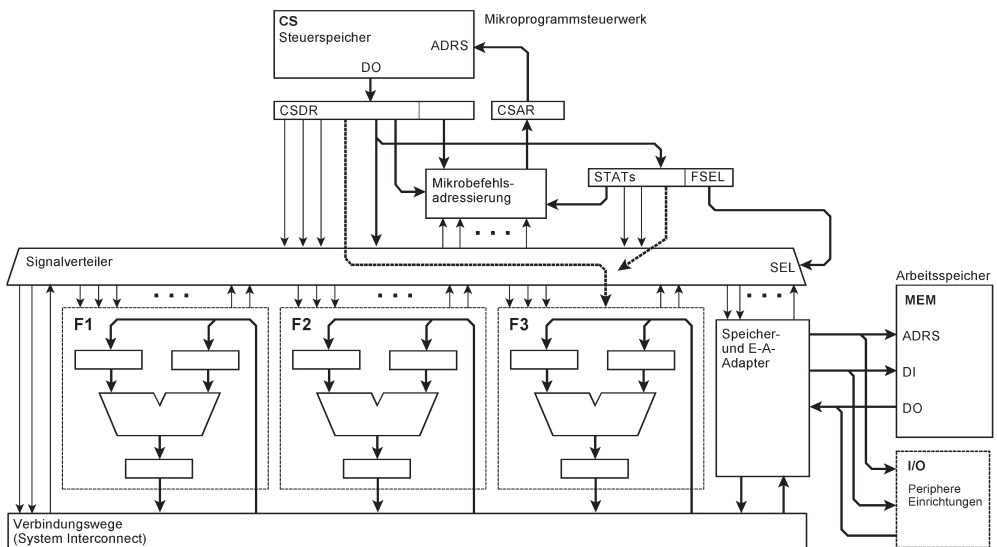 CS
Steuerspeicher
ADRS
DO
Mikroprogrammsteuerwerk
CSDR
CSAR
Mikrobefehls-
adressierung
STATs
FSEL
Signalverteiler
SEL
F1
F2
F3
Speicher-
und E-A-
Adapter
Arbeitsspeicher
MEM
ADRS
DI
DO
I/O
Periphere
Einrichtungen
Verbindungswege
(System Interconnect)